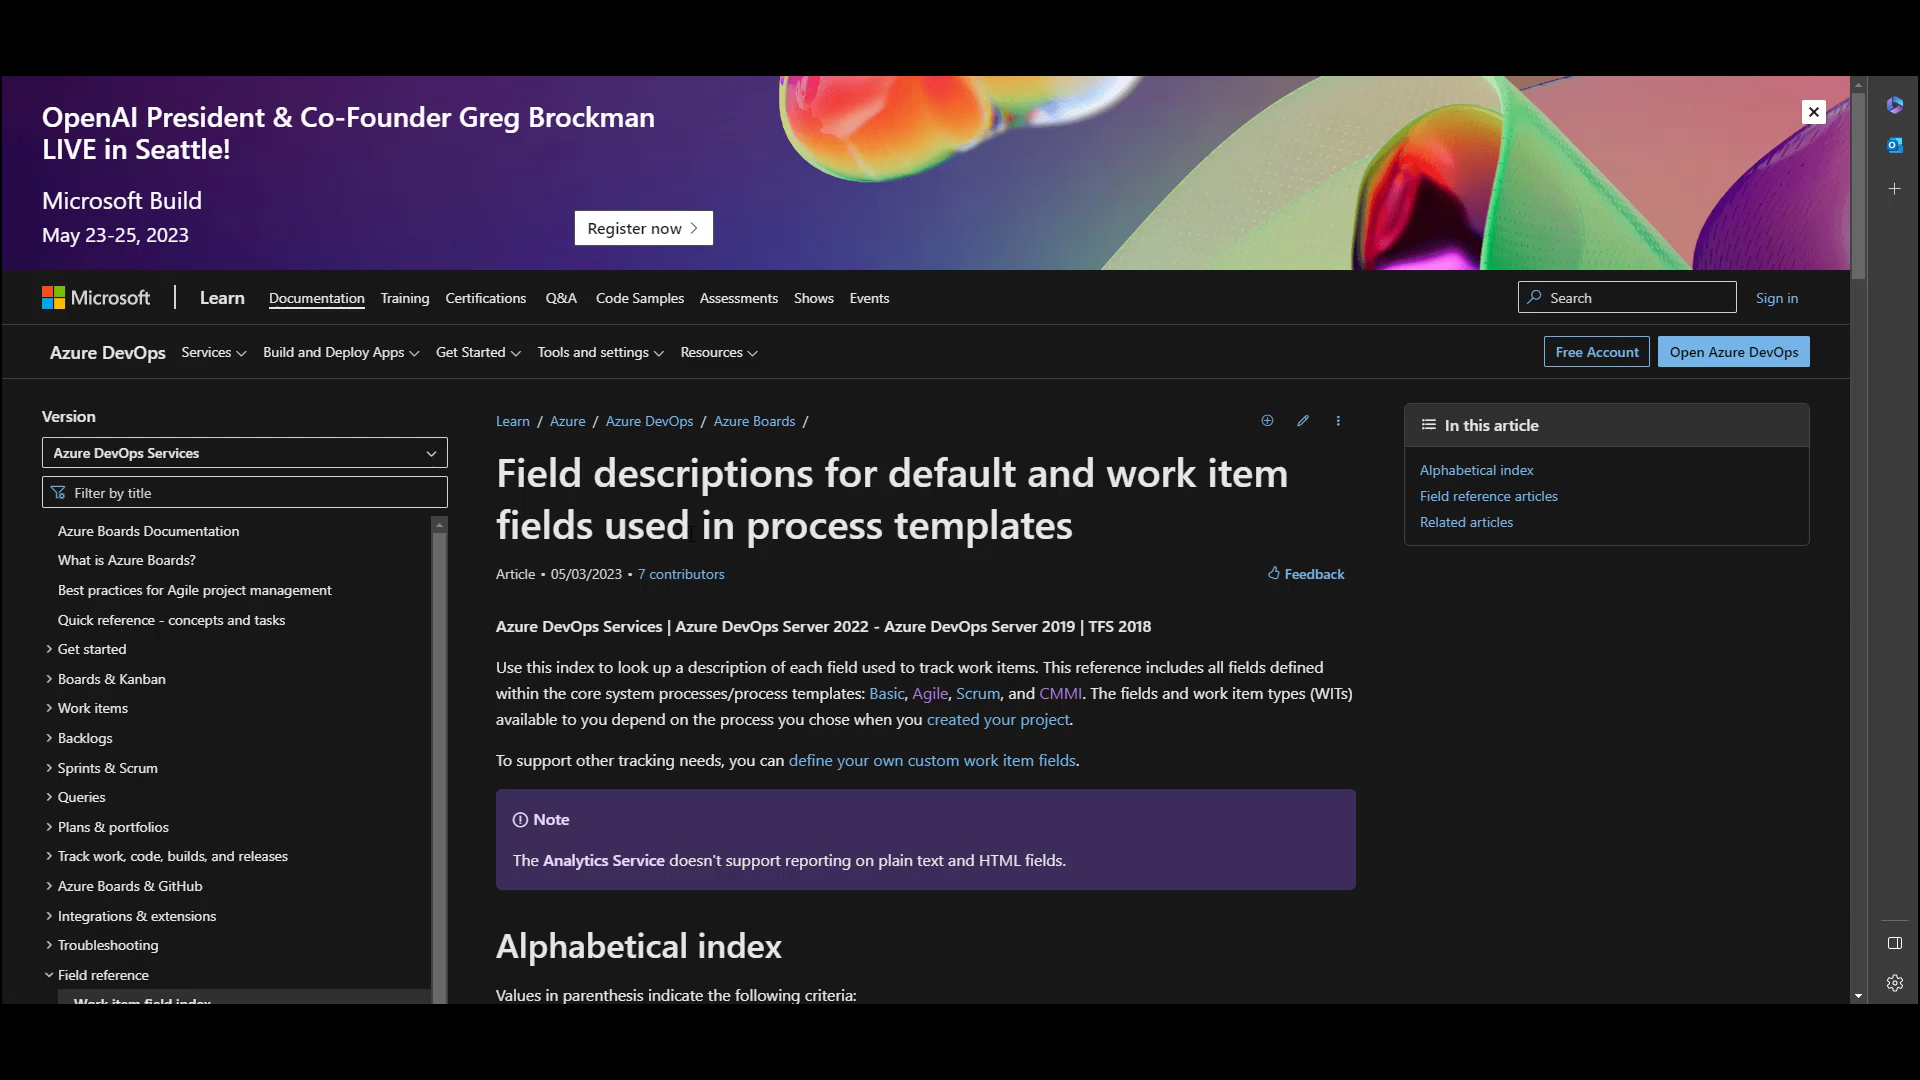 OpenAI President & Co-Founder Greg Brockman
LIVE in Seattle!
Microsoft Build
May 23-25, 2023
Register now
Microsoft
Learn
Documentation
Training
Certifications
Q&A
Code Samples
Assessments
Shows
Events
Search
Sign in
Azure DevOps
Services
Build and Deploy Apps
Get Started
Tools and settings
Resources
Free Account
Open Azure DevOps
Version
Azure DevOps Services
Filter by title
Azure Boards Documentation
What is Azure Boards?
Best practices for Agile project management
Quick reference - concepts and tasks
Get started
Boards & Kanban
Work items
Backlogs
Sprints & Scrum
Queries
Plans & portfolios
Track work, code, builds, and releases
Azure Boards & GitHub
Integrations & extensions
Troubleshooting
Field reference
Work item field index
Learn / Azure / Azure DevOps / Azure Boards /
Field descriptions for default and work item
fields used in process templates
Article • 05/03/2023 • 7 contributors
Feedback
Azure DevOps Services | Azure DevOps Server 2022 - Azure DevOps Server 2019 | TFS 2018
Use this index to look up a description of each field used to track work items. This reference includes all fields defined
within the core system processes/process templates: Basic, Agile, Scrum, and CMMI. The fields and work item types (WITs)
available to you depend on the process you chose when you created your project.
To support other tracking needs, you can define your own custom work item fields.
Note
The Analytics Service doesn't support reporting on plain text and HTML fields.
Alphabetical index
Values in parenthesis indicate the following criteria:
In this article
Alphabetical index
Field reference articles
Related articles